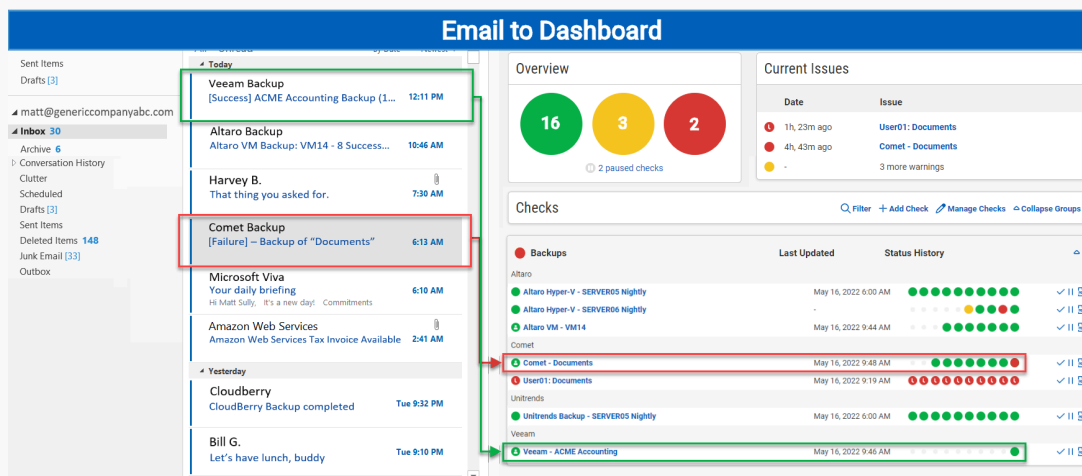 Email to Dashboard
Sent Items
Drafts [3]
matt@genericcompanyabc.com
Inbox 30
Archive 6
Conversation History
Clutter
Scheduled
Drafts [3]
Sent Items
Deleted Items 148
Junk Email [33]
Outbox
Today
Veeam Backup
[Success] ACME Accounting Backup (1... 12:11 PM
Altaro Backup
Altaro VM Backup: VM14 - 8 Success... 10:46 AM
Harvey B.
That thing you asked for. 7:30 AM
Comet Backup
[Failure] – Backup of “Documents” 6:13 AM
Microsoft Viva
Your daily briefing 6:10 AM
Hi Matt Sully, It's a new day! Commitments
Amazon Web Services
Amazon Web Services Tax Invoice Available 2:41 AM
Yesterday
Cloudberry
CloudBerry Backup completed Tue 9:32 PM
Bill G.
Let's have lunch, buddy Tue 9:10 PM
Overview
16 3 2
2 paused checks
Current Issues
Date Issue
1h, 23m ago User01: Documents
4h, 43m ago Comet - Documents
- 3 more warnings
Checks Filter Add Check Manage Checks Collapse Groups
Backups Last Updated Status History
Altaro
Altaro Hyper-V - SERVER05 Nightly May 16, 2022 6:00 AM
Altaro Hyper-V - SERVER06 Nightly -
Altaro VM - VM14 May 16, 2022 9:44 AM
Comet
Comet - Documents May 16, 2022 9:48 AM
User01: Documents May 16, 2022 9:19 AM
Unitrends
Unitrends Backup - SERVER05 Nightly May 16, 2022 6:00 AM
Veeam
Veeam - ACME Accounting May 16, 2022 9:46 AM